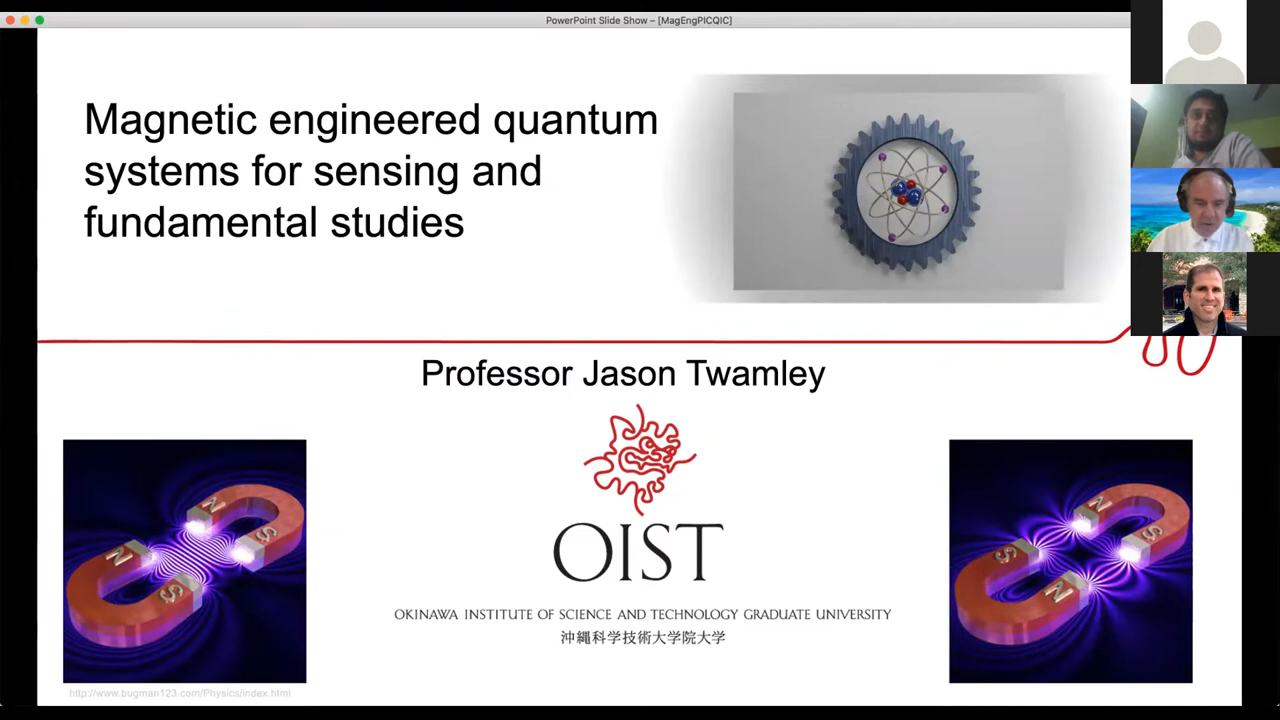 PowerPoint Slide Show – [MagEngPICQIC]
Magnetic engineered quantum
systems for sensing and
fundamental studies
Professor Jason Twamley
OIST
OKINAWA INSTITUTE OF SCIENCE AND TECHNOLOGY GRADUATE UNIVERSITY
沖縄科学技術大学院大学
N
S
N
S
N
S
S
N
http://www.bugman123.com/Physics/index.html